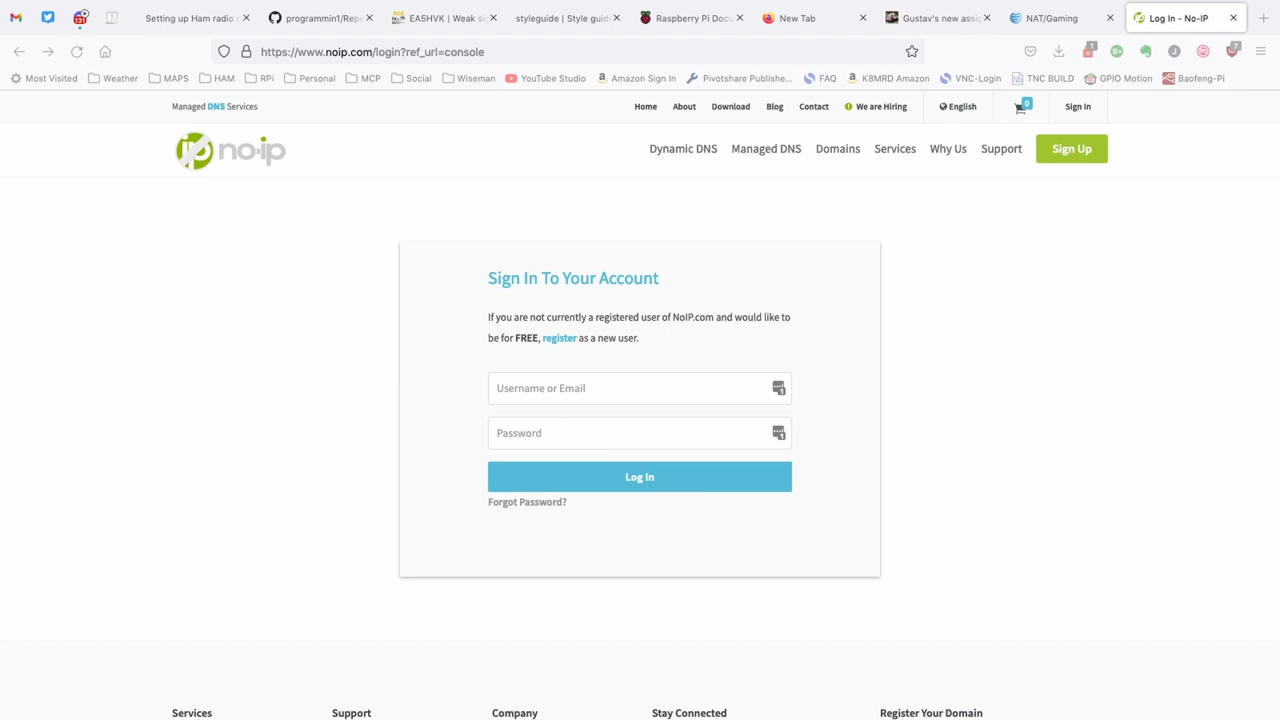 131
Setting up Ham radio
programmin1/Repe
EA5HVK | Weak si
styleguide | Style guid
Raspberry Pi Docu
New Tab
Gustav's new assig
NAT/Gaming
Log In - No-IP
https://www.noip.com/login?ref_url=console
1
7
Most Visited
Weather
MAPS
HAM
RPi
Personal
MCP
Social
Wiseman
YouTube Studio
Amazon Sign In
Pivotshare Publishe...
FAQ
K8MRD Amazon
VNC-Login
TNC BUILD
GPIO Motion
Baofeng-Pi
Managed DNS Services
Home
About
Download
Blog
Contact
We are Hiring
English
0
Sign In
no-ip
Dynamic DNS
Managed DNS
Domains
Services
Why Us
Support
Sign Up
Sign In To Your Account
If you are not currently a registered user of NoIP.com and would like to
be for FREE, register as a new user.
Username or Email
Password
Log In
Forgot Password?
Services
Support
Company
Stay Connected
Register Your Domain